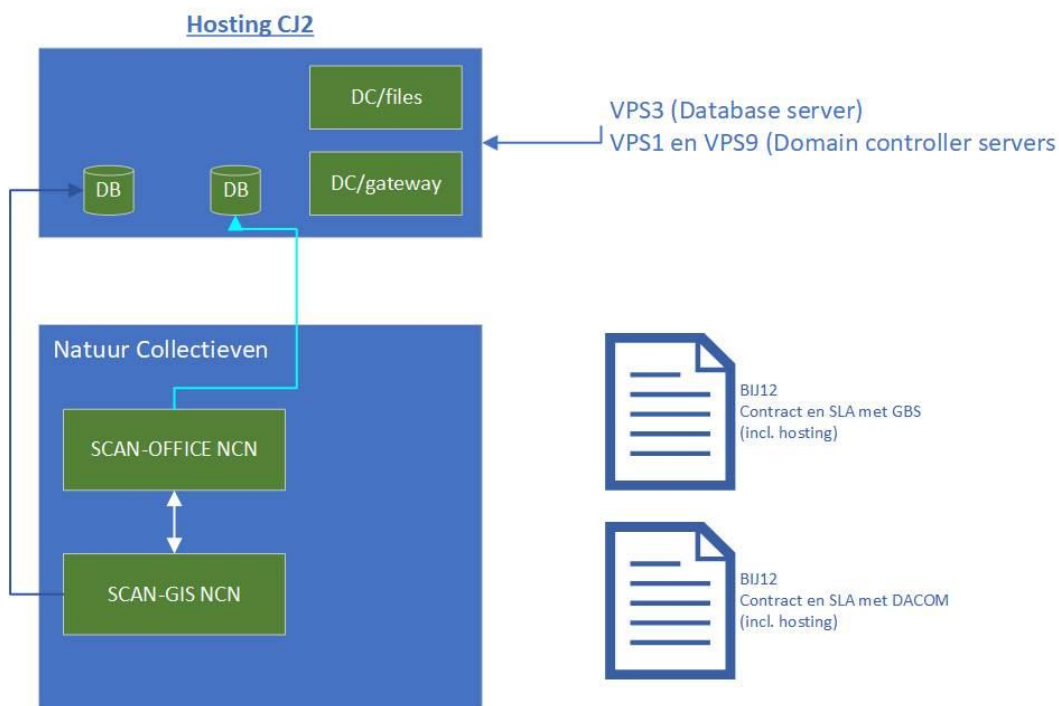 Hosting CJ2
DC/files
DC/gateway
DB
DB
VPS3 (Database server)
VPS1 en VPS9 (Domain controller servers
Natuur Collectieven
SCAN-OFFICE NCN
SCAN-GIS NCN
BIJ12
Contract en SLA met GBS
(incl. hosting)
BIJ12
Contract en SLA met DACOM
(incl. hosting)